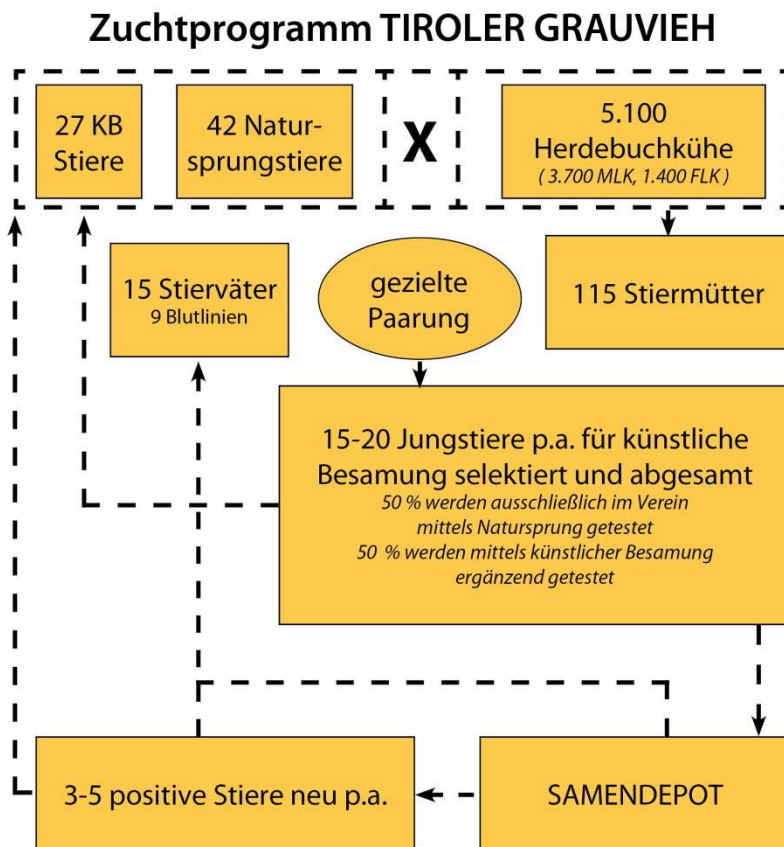 Zuchtprogramm TIROLER GRAUVIEH
27 KB
Stiere
42 Natur-
sprungstiere
X
5.100
Herdebuchkühe
( 3.700 MLK, 1.400 FLK )
15 Stierväter
9 Blutlinien
gezielte
Paarung
115 Stiermütter
15-20 Jungstiere p.a. für künstliche
Besamung selektiert und abgesamt
50 % werden ausschließlich im Verein
mittels Natursprung getestet
50 % werden mittels künstlicher Besamung
ergänzend getestet
3-5 positive Stiere neu p.a.
SAMENDEPOT